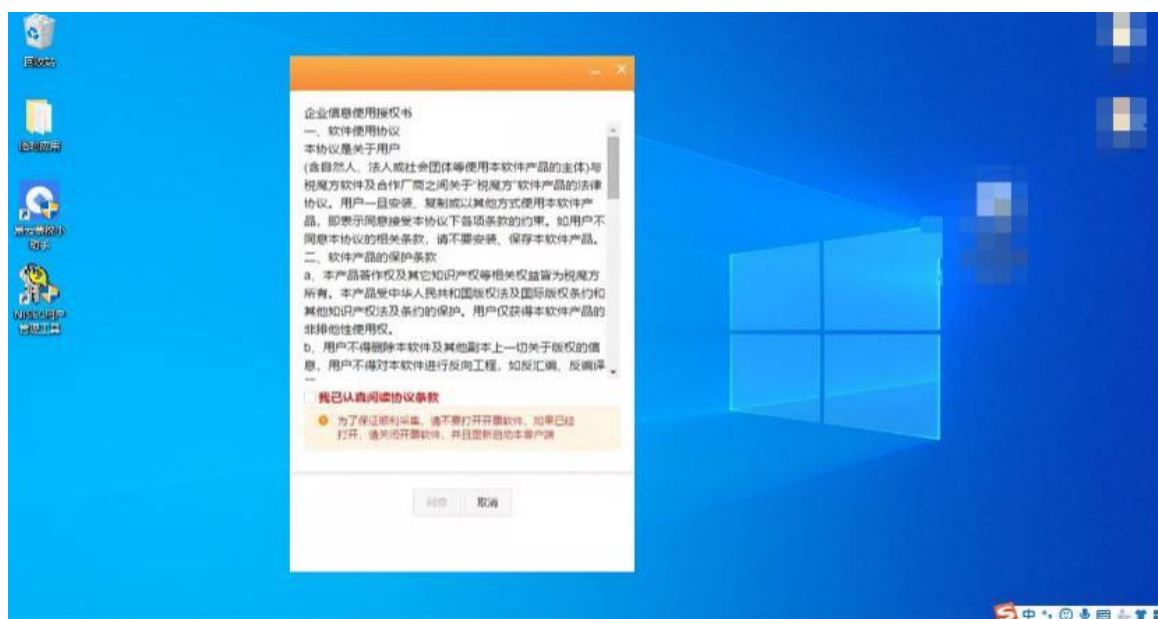 回收站
企业信息使用授权书
一、软件使用协议
本协议是关于用户
(含自然人、法人或社会团体等使用本软件产品的主体)与
税魔方软件及合作厂商之间关于“税魔方”软件产品的法律
协议。用户一旦安装、复制或以其他方式使用本软件产
品，即表示同意接受本协议下各项条款的约束。如用户不
同意本协议的相关条款，请不要安装、保存本软件产品。
二、软件产品的保护条款
a、本产品著作权及其它知识产权等相关权益皆为税魔方
所有。本产品受中华人民共和国版权法及国际版权条约和
其他知识产权法及条约的保护。用户仅获得本软件产品的
非排他性使用权。
b、用户不得删除本软件及其他副本上一切关于版权的信
息，用户不得对本软件进行反向工程，如反汇编、反编译
我已认真阅读协议条款
为了保证顺利采集，请不要打开开票软件，如果已经
打开，请关闭开票软件，并且重新启动本客户端
同意
取消
管理工具
中